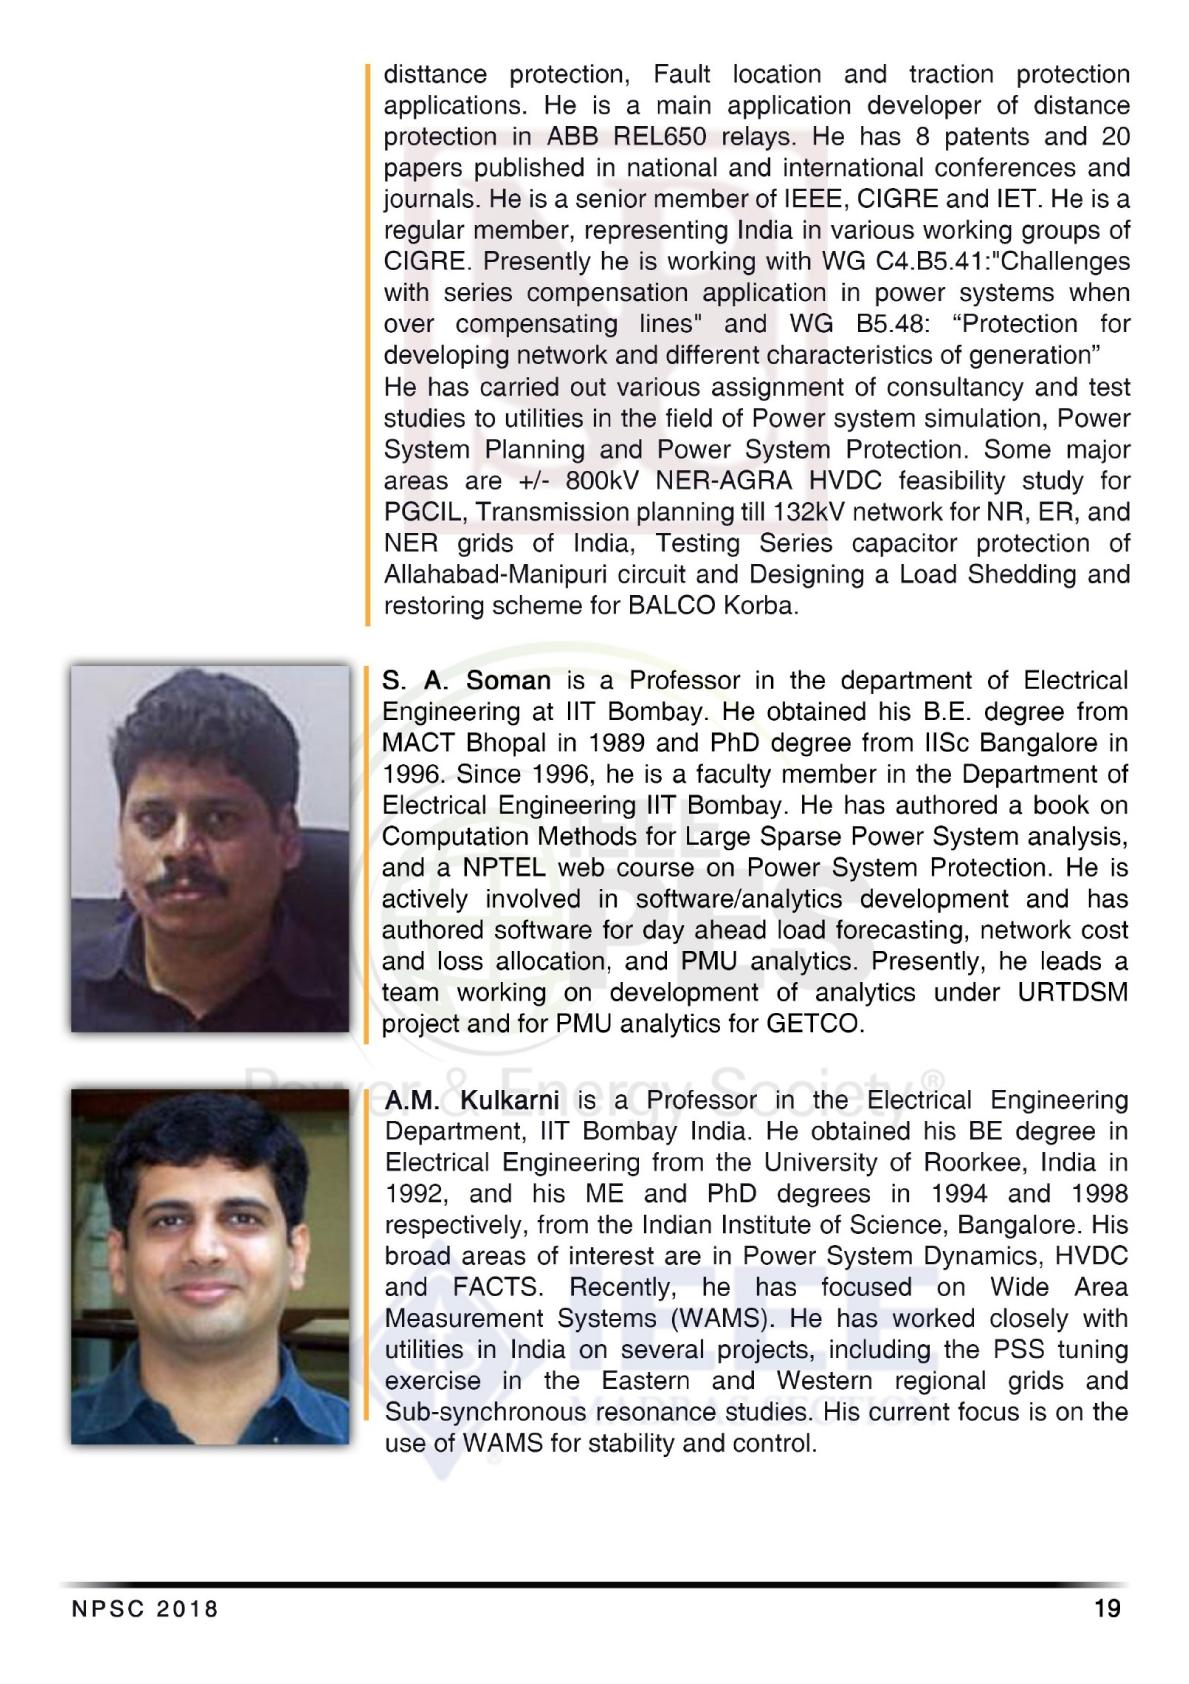 disttance protection, Fault location and traction protection
applications. He is a main application developer of distance
protection in ABB REL650 relays. He has 8 patents and 20
papers published in national and international conferences and
journals. He is a senior member of IEEE, CIGRE and IET. He is a
regular member, representing India in various working groups of
CIGRE. Presently he is working with WG C4.B5.41:"Challenges
with series compensation application in power systems when
over compensating lines" and WG B5.48: “Protection for
developing network and different characteristics of generation”
He has carried out various assignment of consultancy and test
studies to utilities in the field of Power system simulation, Power
System Planning and Power System Protection. Some major
areas are +/- 800kV NER-AGRA HVDC feasibility study for
PGCIL, Transmission planning till 132kV network for NR, ER, and
NER grids of India, Testing Series capacitor protection of
Allahabad-Manipuri circuit and Designing a Load Shedding and
restoring scheme for BALCO Korba.
S. A. Soman is a Professor in the department of Electrical
Engineering at IIT Bombay. He obtained his B.E. degree from
MACT Bhopal in 1989 and PhD degree from IISc Bangalore in
1996. Since 1996, he is a faculty member in the Department of
Electrical Engineering IIT Bombay. He has authored a book on
Computation Methods for Large Sparse Power System analysis,
and a NPTEL web course on Power System Protection. He is
actively involved in software/analytics development and has
authored software for day ahead load forecasting, network cost
and loss allocation, and PMU analytics. Presently, he leads a
team working on development of analytics under URTDSM
project and for PMU analytics for GETCO.
A.M. Kulkarni is a Professor in the Electrical Engineering
Department, IIT Bombay India. He obtained his BE degree in
Electrical Engineering from the University of Roorkee, India in
1992, and his ME and PhD degrees in 1994 and 1998
respectively, from the Indian Institute of Science, Bangalore. His
broad areas of interest are in Power System Dynamics, HVDC
and FACTS. Recently, he has focused on Wide Area
Measurement Systems (WAMS). He has worked closely with
utilities in India on several projects, including the PSS tuning
exercise in the Eastern and Western regional grids and
Sub-synchronous resonance studies. His current focus is on the
use of WAMS for stability and control.
NPSC
IEEE
PES
Power & Energy Society®
IEEE
MADRAS SECTION
®
NPSC 2018
19